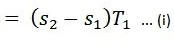 = (s₂ − s₁)T₁ ... (i)